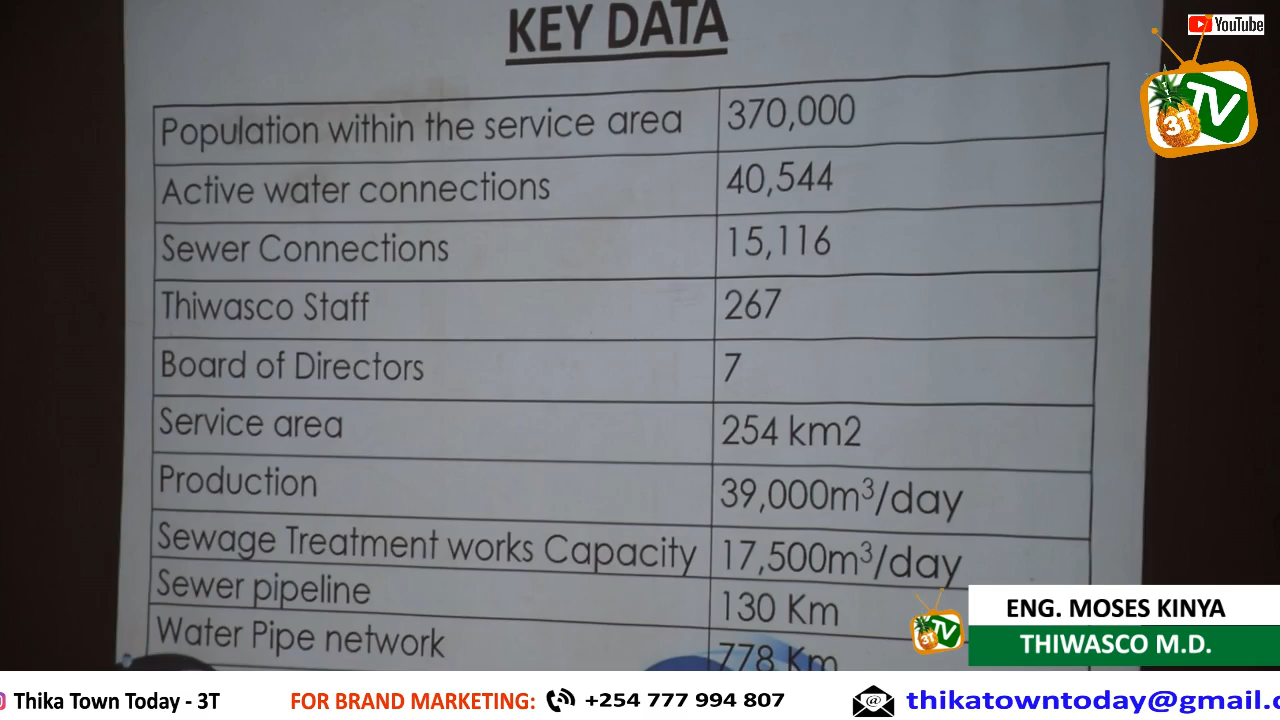 KEY DATA
YouTube
3T TV
Population within the service area 370,000
Active water connections 40,544
Sewer Connections 15,116
Thiwasco Staff 267
Board of Directors 7
Service area 254 km2
Production 39,000m³/day
Sewage Treatment works Capacity 17,500m³/day
Sewer pipeline 130 Km
Water Pipe network 778 Km
3T TV
ENG. MOSES KINYA
THIWASCO M.D.
Thika Town Today - 3T FOR BRAND MARKETING: +254 777 994 807 thikatowntoday@gmail.c